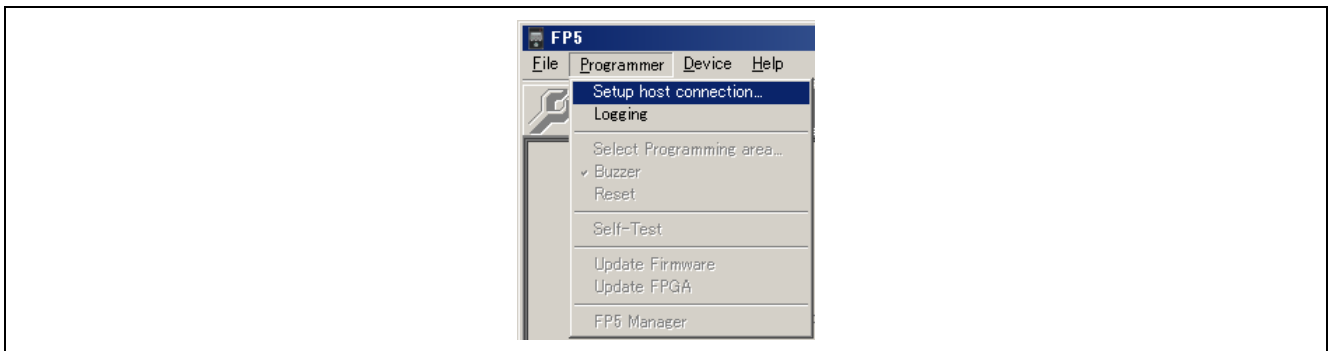 FP5
File Programmer Device Help
Setup host connection...
Logging
Select Programming area...
Buzzer
Reset
Self-Test
Update Firmware
Update FPGA
FP5 Manager